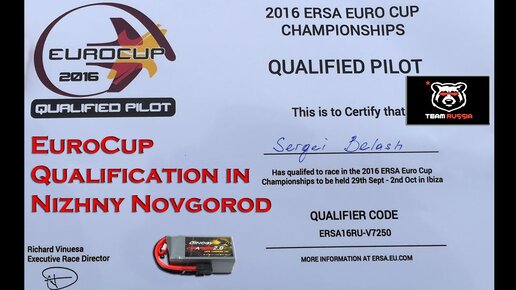 EUROCUP
2016
QUALIFIED PILOT
2016 ERSA EURO CUP
CHAMPIONSHIPS
QUALIFIED PILOT
This is to Certify that
TEAM RUSSIA
Sergei Belash
Has qualifed to race in the 2016 ERSA Euro Cup
Championships to be held 29th Sept - 2nd Oct in Ibiza
EuroCup
Qualification in
Nizhny Novgorod
QUALIFIER CODE
ERSA16RU-V7250
Richard Vinuesa
Executive Race Director
MORE INFORMATION AT ERSA.EU.COM